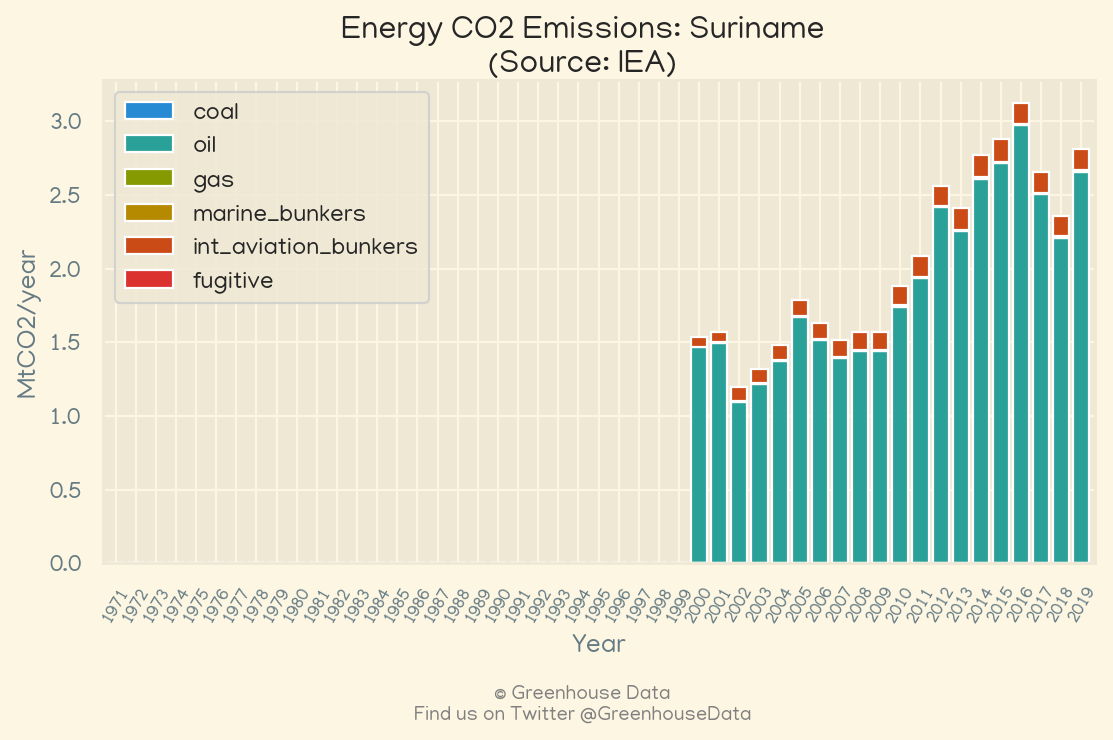 Energy CO2 Emissions: Suriname
(Source: IEA)
coal
oil
gas
marine_bunkers
int_aviation_bunkers
fugitive
MtCO2/year
3.0
2.5
2.0
1.5
1.0
0.5
0.0
1971 1972 1973 1974 1975 1976 1977 1978 1979 1980 1981 1982 1983 1984 1985 1986 1987 1988 1989 1990 1991 1992 1993 1994 1995 1996 1997 1998 1999 2000 2001 2002 2003 2004 2005 2006 2007 2008 2009 2010 2011 2012 2013 2014 2015 2016 2017 2018 2019
Year
© Greenhouse Data
Find us on Twitter @GreenhouseData